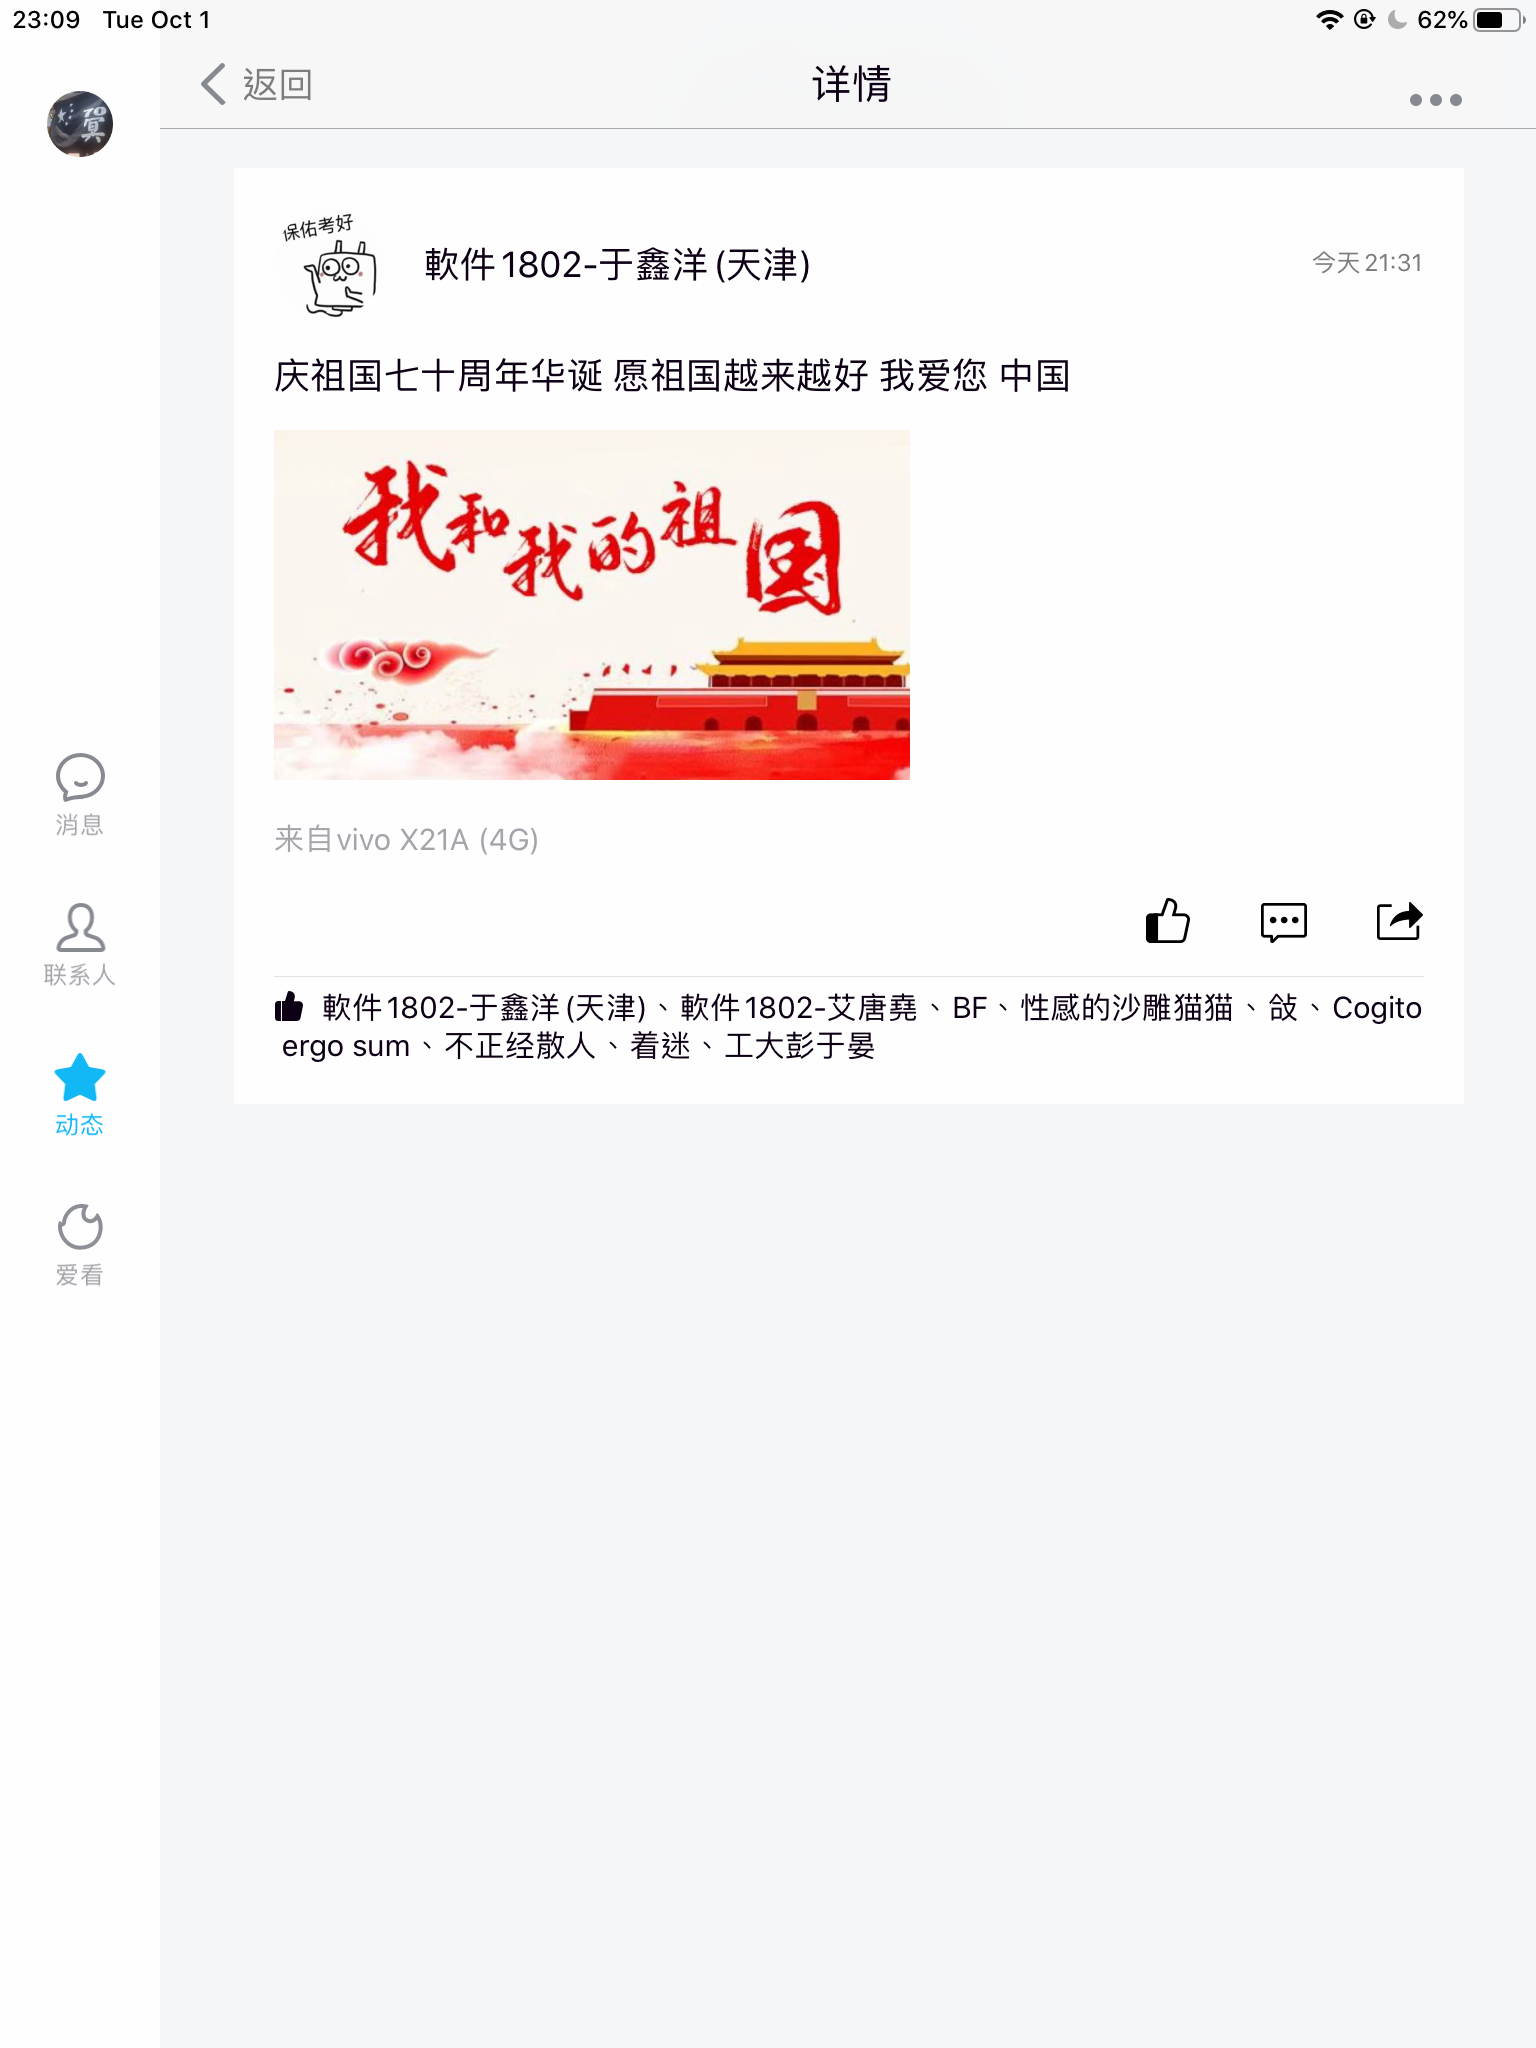 23:09 Tue Oct 1
62%
返回
详情
保佑考好
軟件1802-于鑫洋(天津)
今天21:31
庆祖国七十周年华诞 愿祖国越来越好 我爱您 中国
我和我的祖国
来自vivo X21A (4G)
軟件1802-于鑫洋(天津)、軟件1802-艾唐堯、BF、性感的沙雕猫猫、敆、Cogito
ergo sum、不正经散人、着迷、工大彭于晏
消息
联系人
动态
爱看